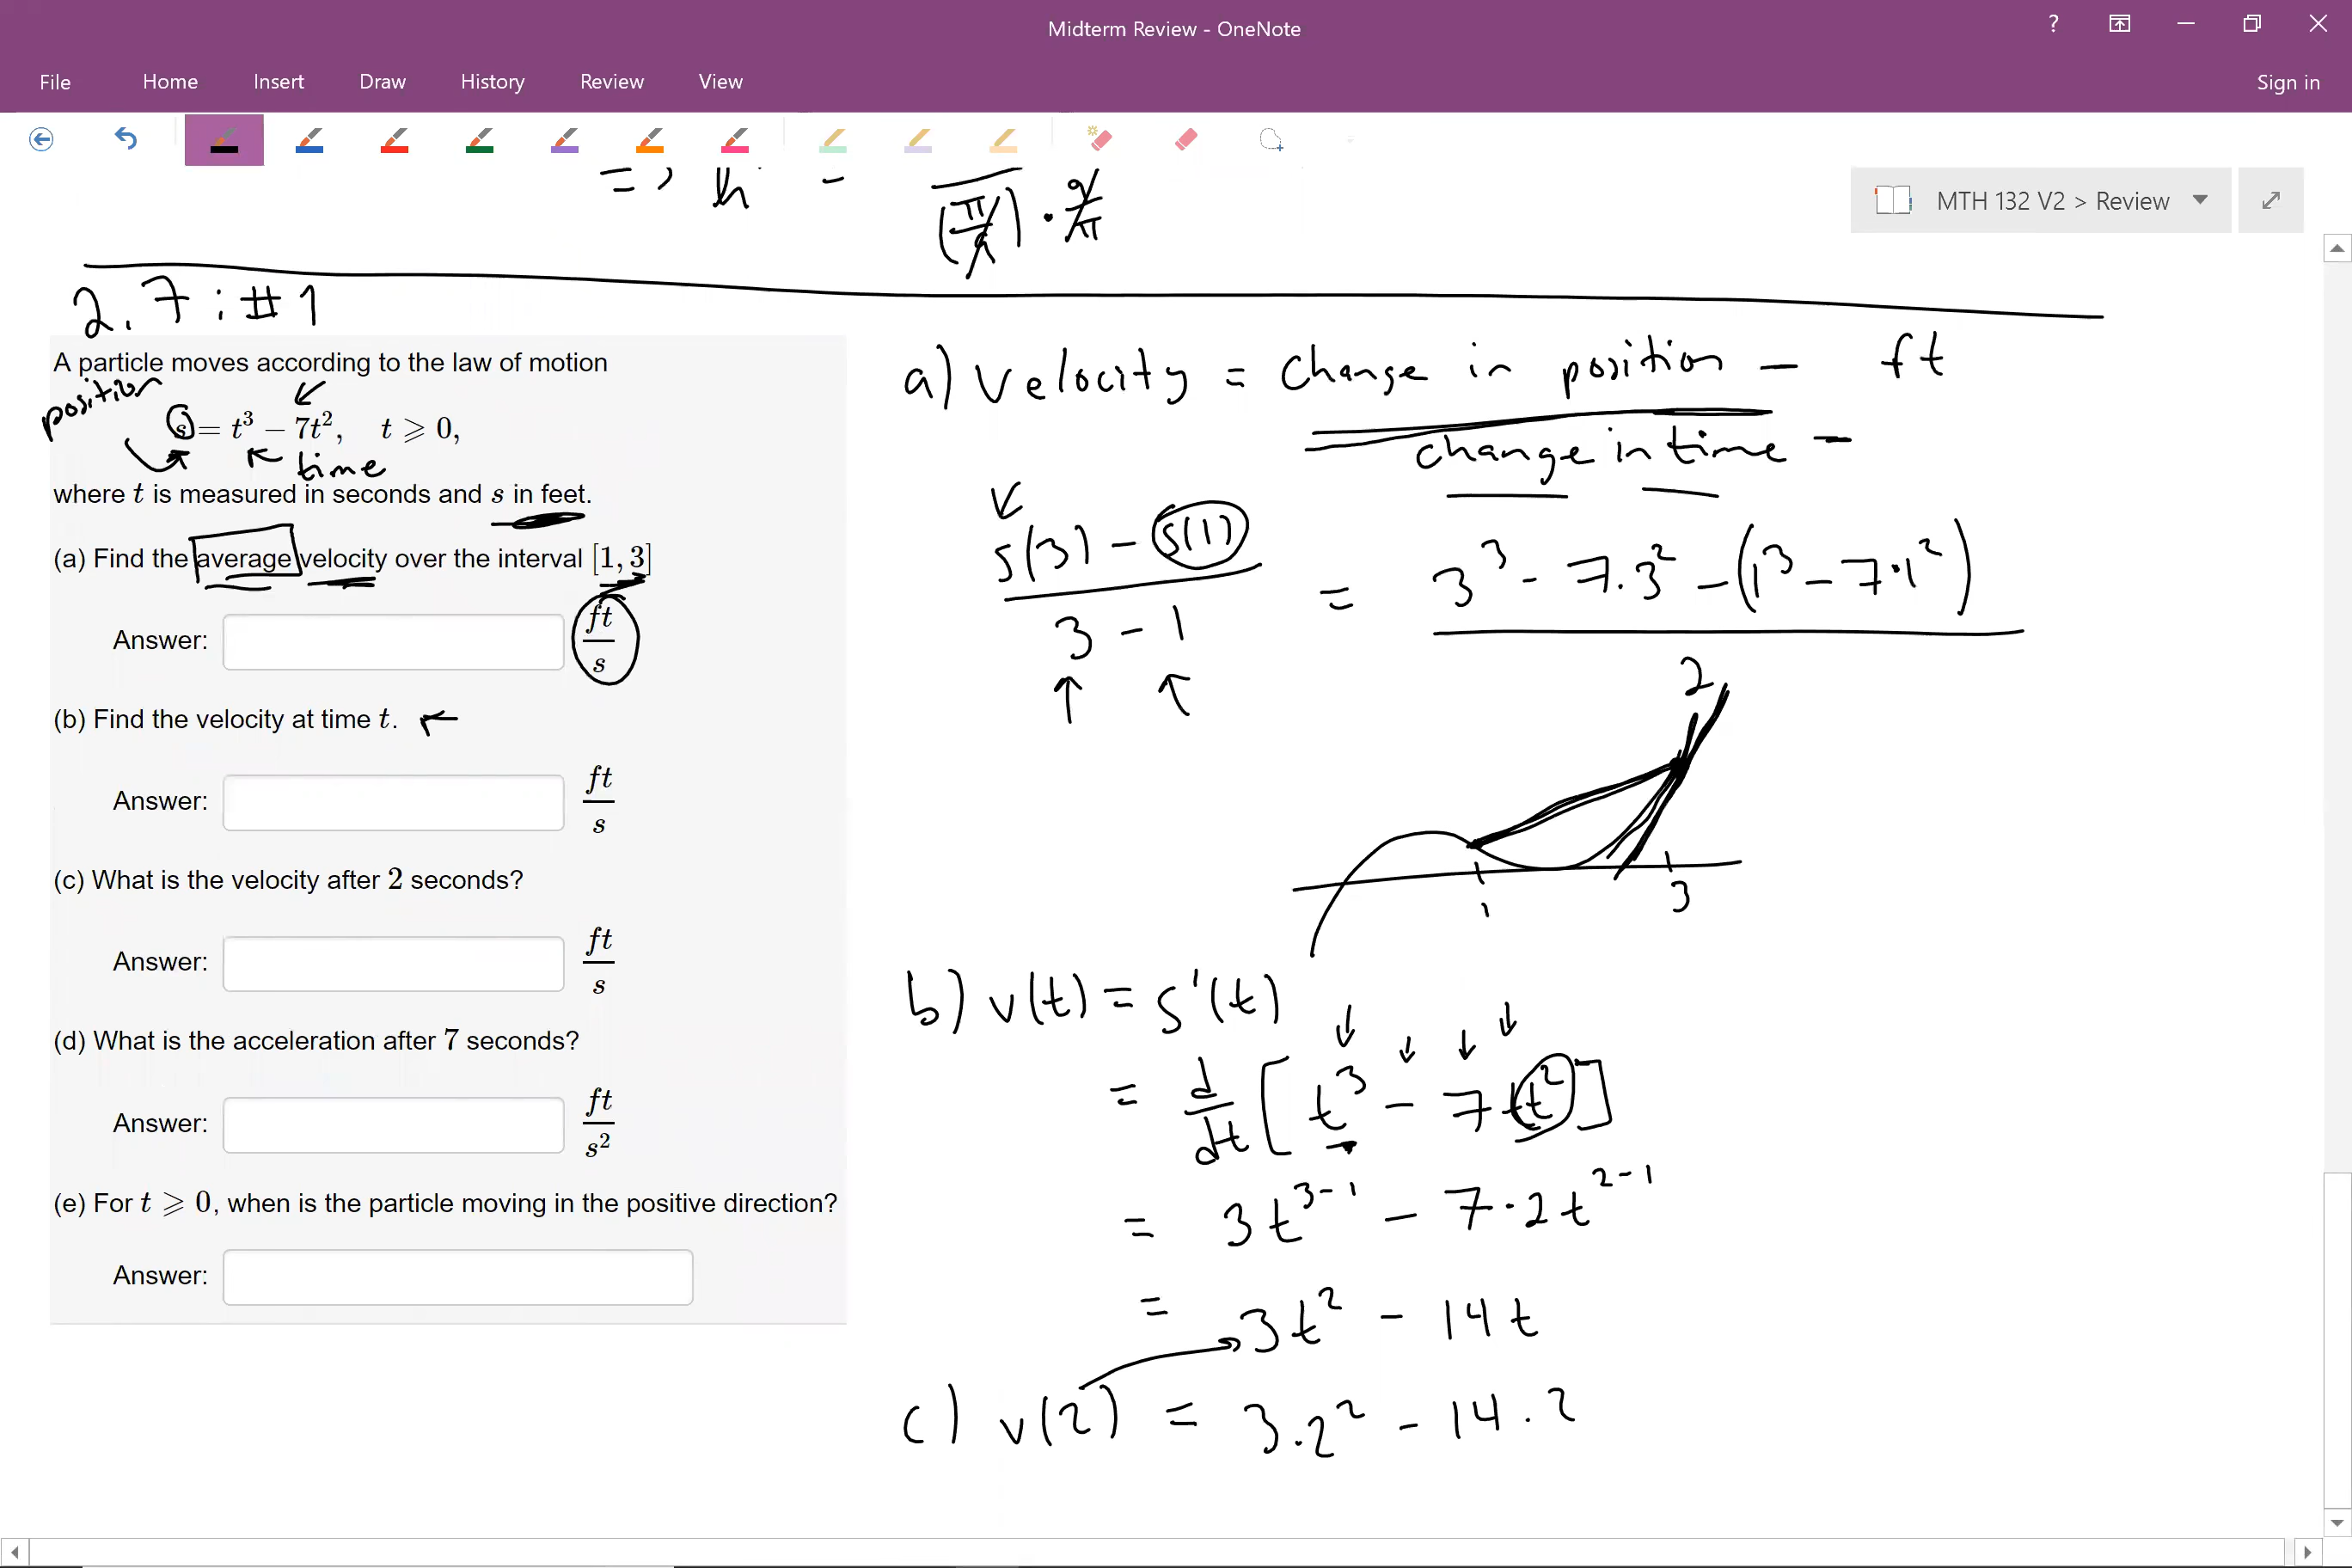 Midterm Review - OneNote
?
File Home Insert Draw History Review View
Sign in
MTH 132 V2 > Review
=> h = (π/9) · 9/π
2.7 : #1
A particle moves according to the law of motion
position
s = t³ − 7t², t ⩾ 0,
time
where t is measured in seconds and s in feet.
(a) Find the average velocity over the interval [1, 3]
Answer: ft/s
(b) Find the velocity at time t.
Answer: ft/s
(c) What is the velocity after 2 seconds?
Answer: ft/s
(d) What is the acceleration after 7 seconds?
Answer: ft/s²
(e) For t ⩾ 0, when is the particle moving in the positive direction?
Answer:
a) velocity = change in position — ft
change in time —
s(3) − s(1) / 3 − 1 = 3³ − 7·3² − (1³ − 7·1²) / 2
1 3
b) v(t) = s'(t)
= d/dt [t³ − 7t²]
= 3t³⁻¹ − 7·2t²⁻¹
= 3t² − 14t
c) v(2) = 3·2² − 14·2